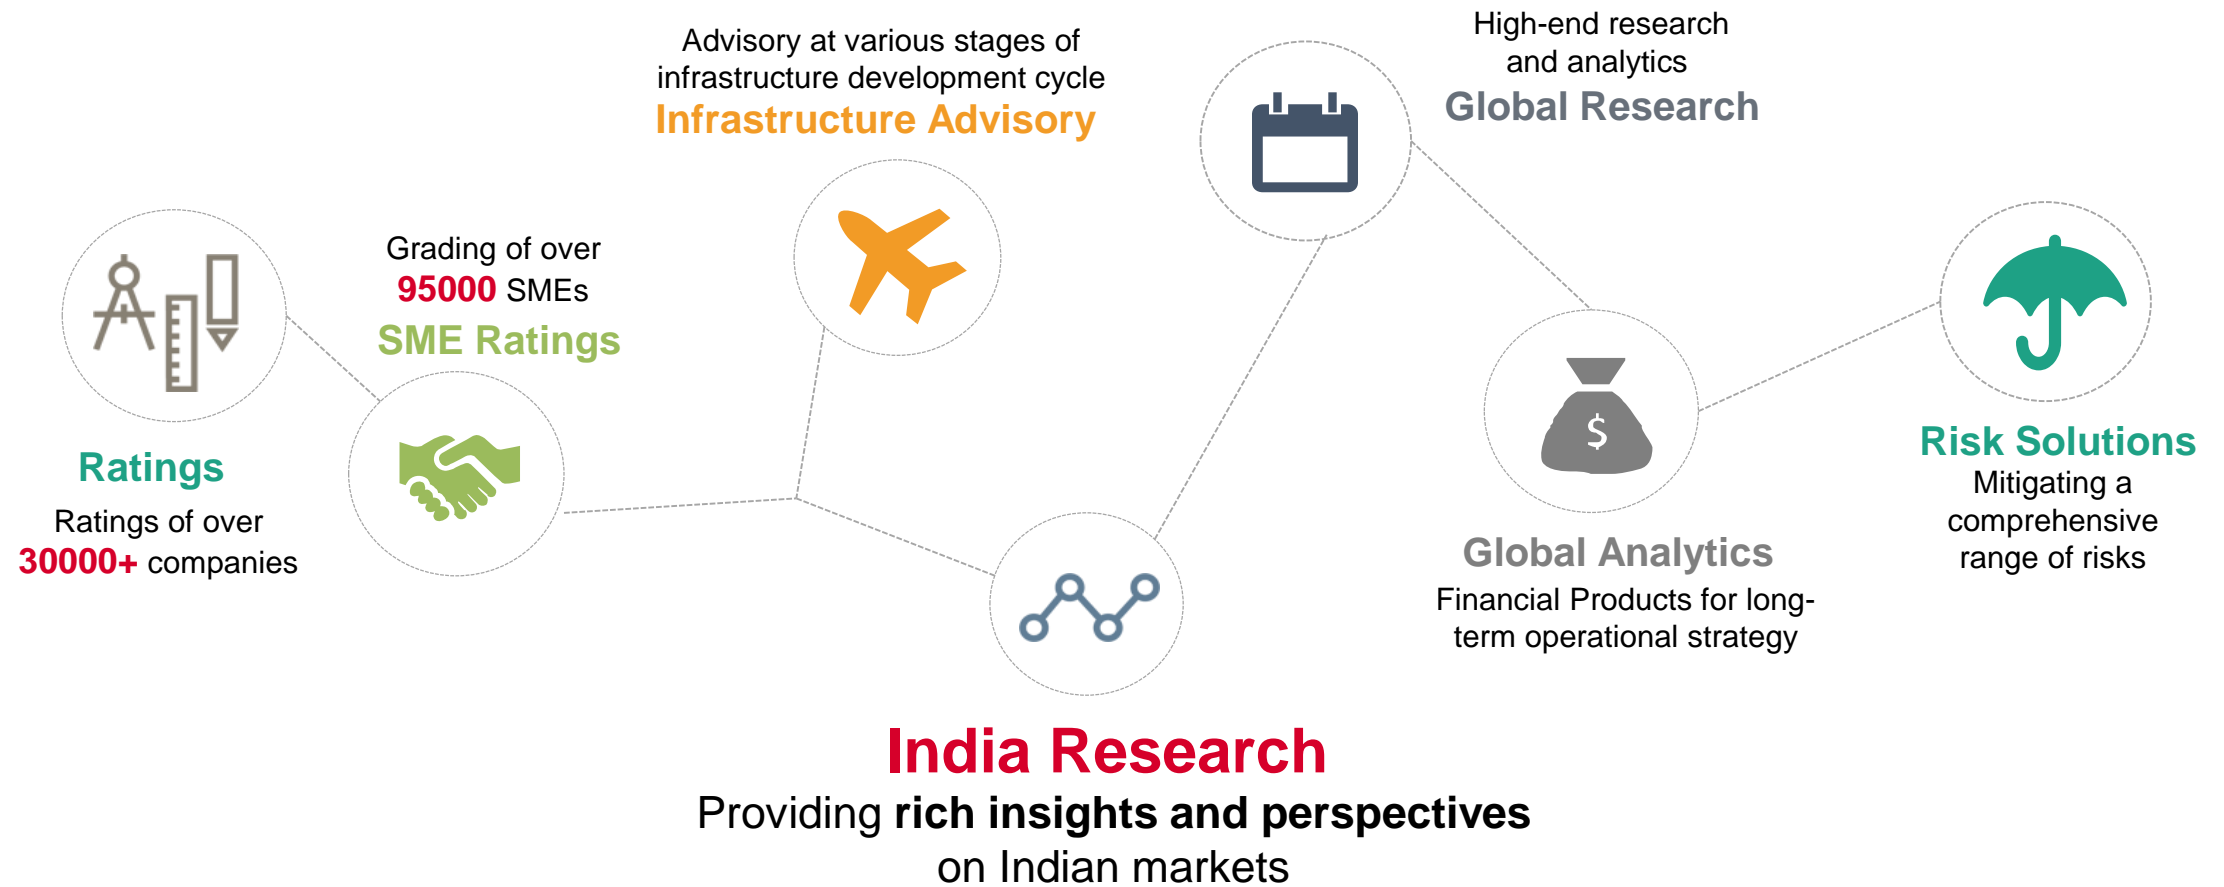 Ratings
Ratings of over
30000+ companies
Grading of over
95000 SMEs
SME Ratings
Advisory at various stages of
infrastructure development cycle
Infrastructure Advisory
India Research
Providing rich insights and perspectives
on Indian markets
High-end research
and analytics
Global Research
$
Global Analytics
Financial Products for long-
term operational strategy
Risk Solutions
Mitigating a
comprehensive
range of risks